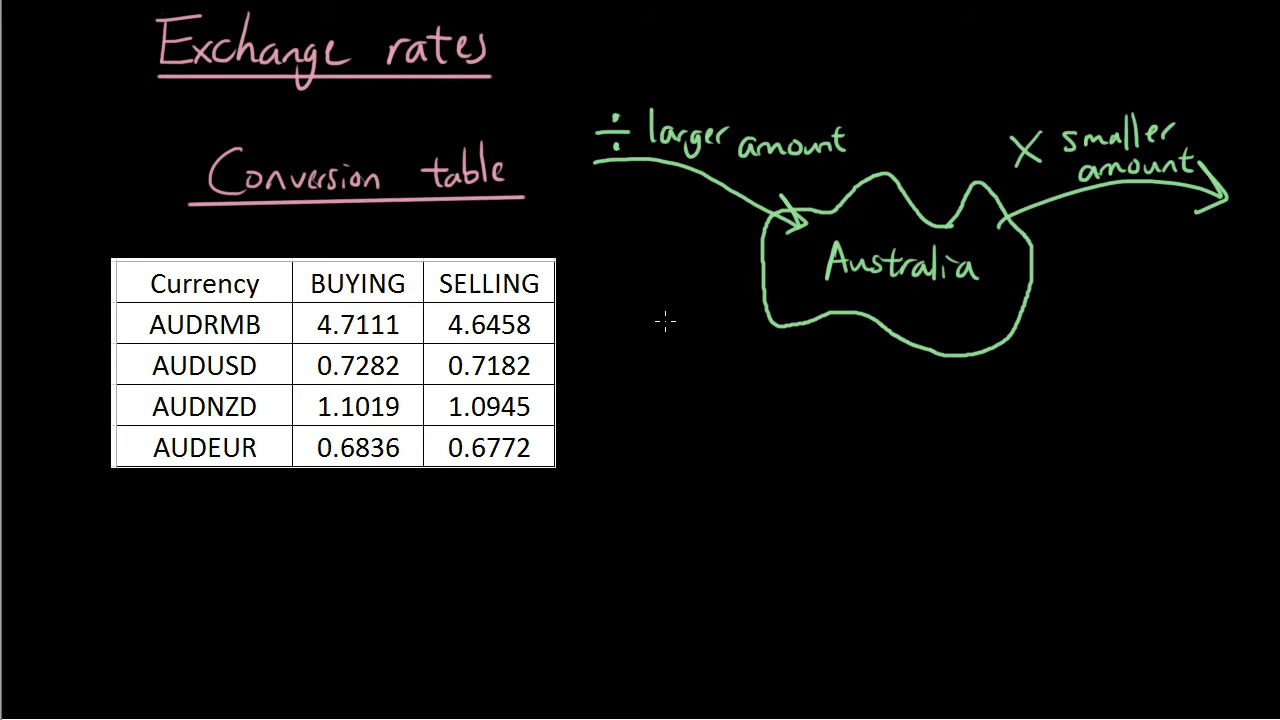 Exchange rates
Conversion table
Currency BUYING SELLING
AUDRMB 4.7111 4.6458
AUDUSD 0.7282 0.7182
AUDNZD 1.1019 1.0945
AUDEUR 0.6836 0.6772
÷ larger amount
× smaller
amount
Australia